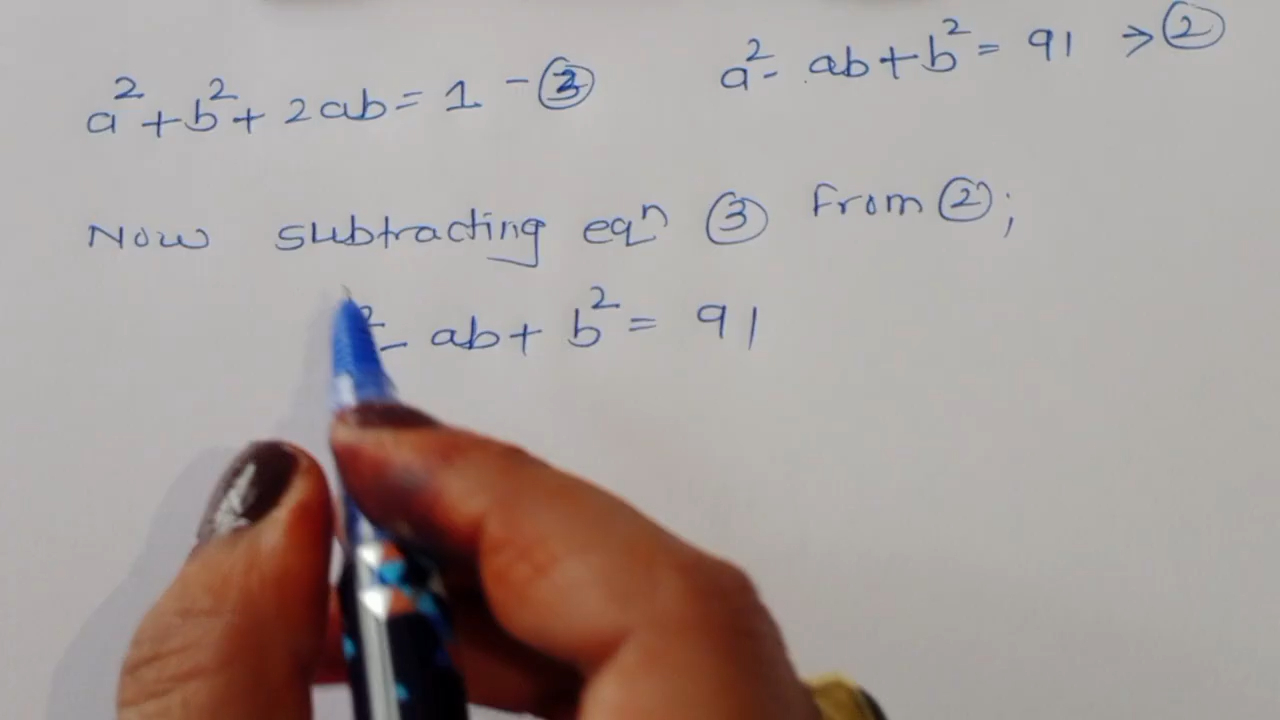 a² + b² + 2ab = 1 - ③
a² - ab + b² = 91 → ②
Now subtracting eqⁿ ③ from ② ;
² - ab + b² = 91